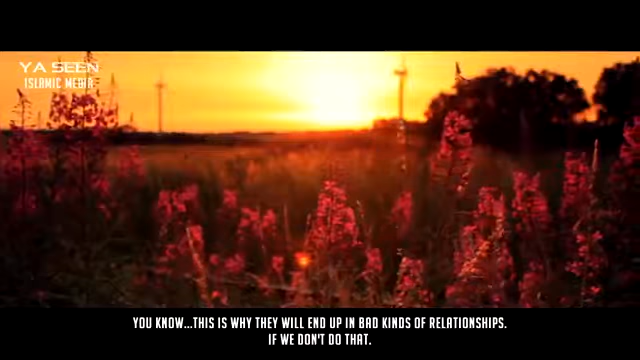 YA SEEN
ISLAMIC MEDIA
YOU KNOW...THIS IS WHY THEY WILL END UP IN BAD KINDS OF RELATIONSHIPS.
IF WE DON'T DO THAT.